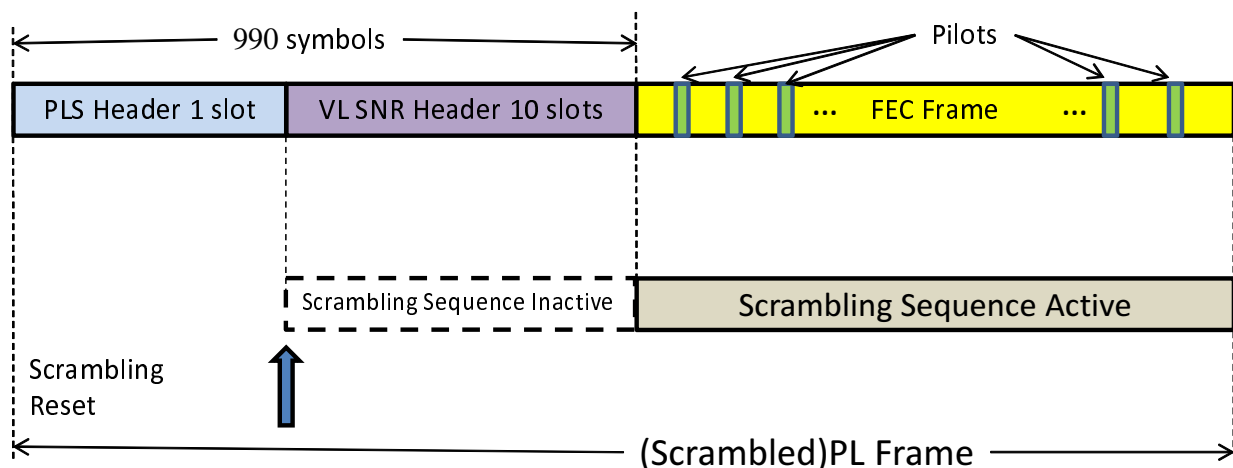 990 symbols
Pilots
PLS Header 1 slot
VL SNR Header 10 slots
...
FEC Frame
...
Scrambling Sequence Inactive
Scrambling Sequence Active
Scrambling
Reset
(Scrambled)PL Frame